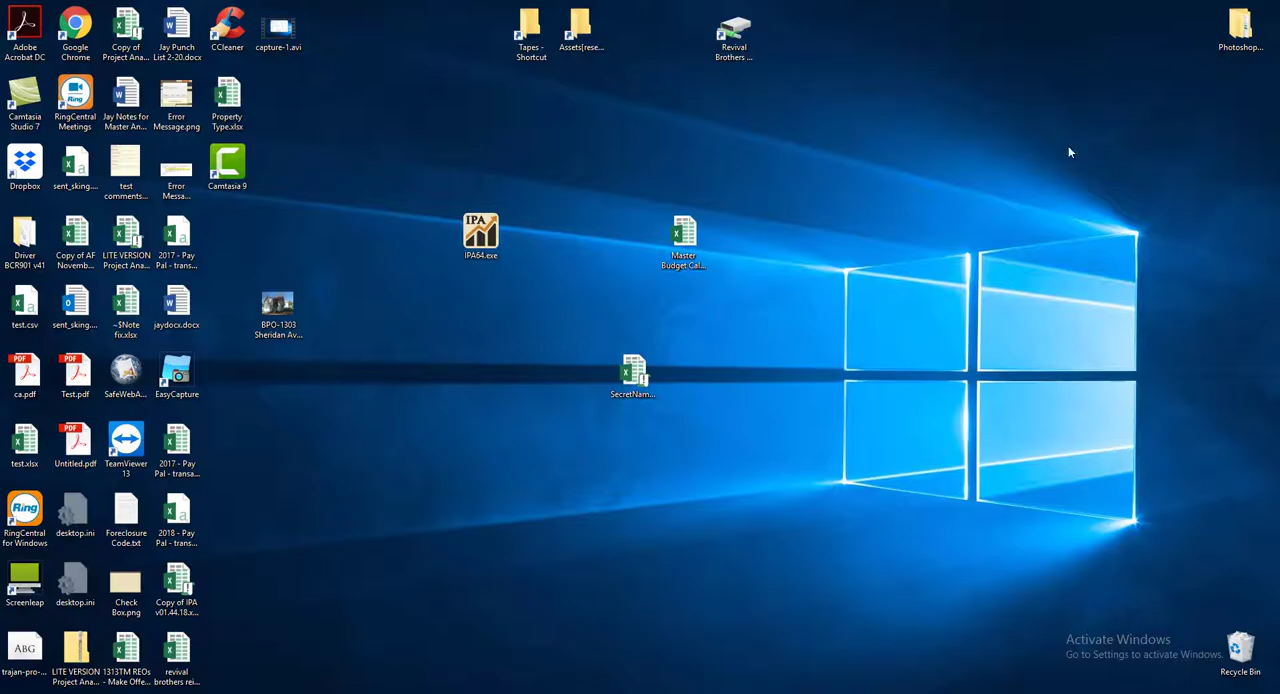 Adobe
Acrobat DC
Google
Chrome
Copy of
Project Ana...
Jay Punch
List 2-20.docx
CCleaner
capture-1.avi
Tapes -
Shortcut
Assets[rese...
Revival
Brothers ...
Photoshop...
Camtasia
Studio 7
Ring
RingCentral
Meetings
Jay Notes for
Master An...
Error
Message.png
Property
Type.xlsx
Dropbox
sent_sking....
test
comments...
Error
Messa...
Camtasia 9
Driver
BCR901 v41
Copy of AF
Novemb...
LITE VERSION
Project Ana...
2017 - Pay
Pal - trans...
IPA
IPA64.exe
Master
Budget Cal...
test.csv
sent_sking....
~$Note
fix.xlsx
jaydocx.docx
BPO-1303
Sheridan Av...
PDF
ca.pdf
PDF
Test.pdf
SafeWebA...
EasyCapture
SecretNam...
test.xlsx
PDF
Untitled.pdf
TeamViewer
13
2017 - Pay
Pal - transa...
Ring
RingCentral
for Windows
desktop.ini
Foreclosure
Code.txt
2018 - Pay
Pal - trans...
Screenleap
desktop.ini
Check
Box.png
Copy of IPA
v01.44.18.x...
ABG
trajan-pro-...
LITE VERSION
Project Ana...
1313TM REOs
- Make Offe...
revival
brothers rei...
Activate Windows
Go to Settings to activate Windows.
Recycle Bin